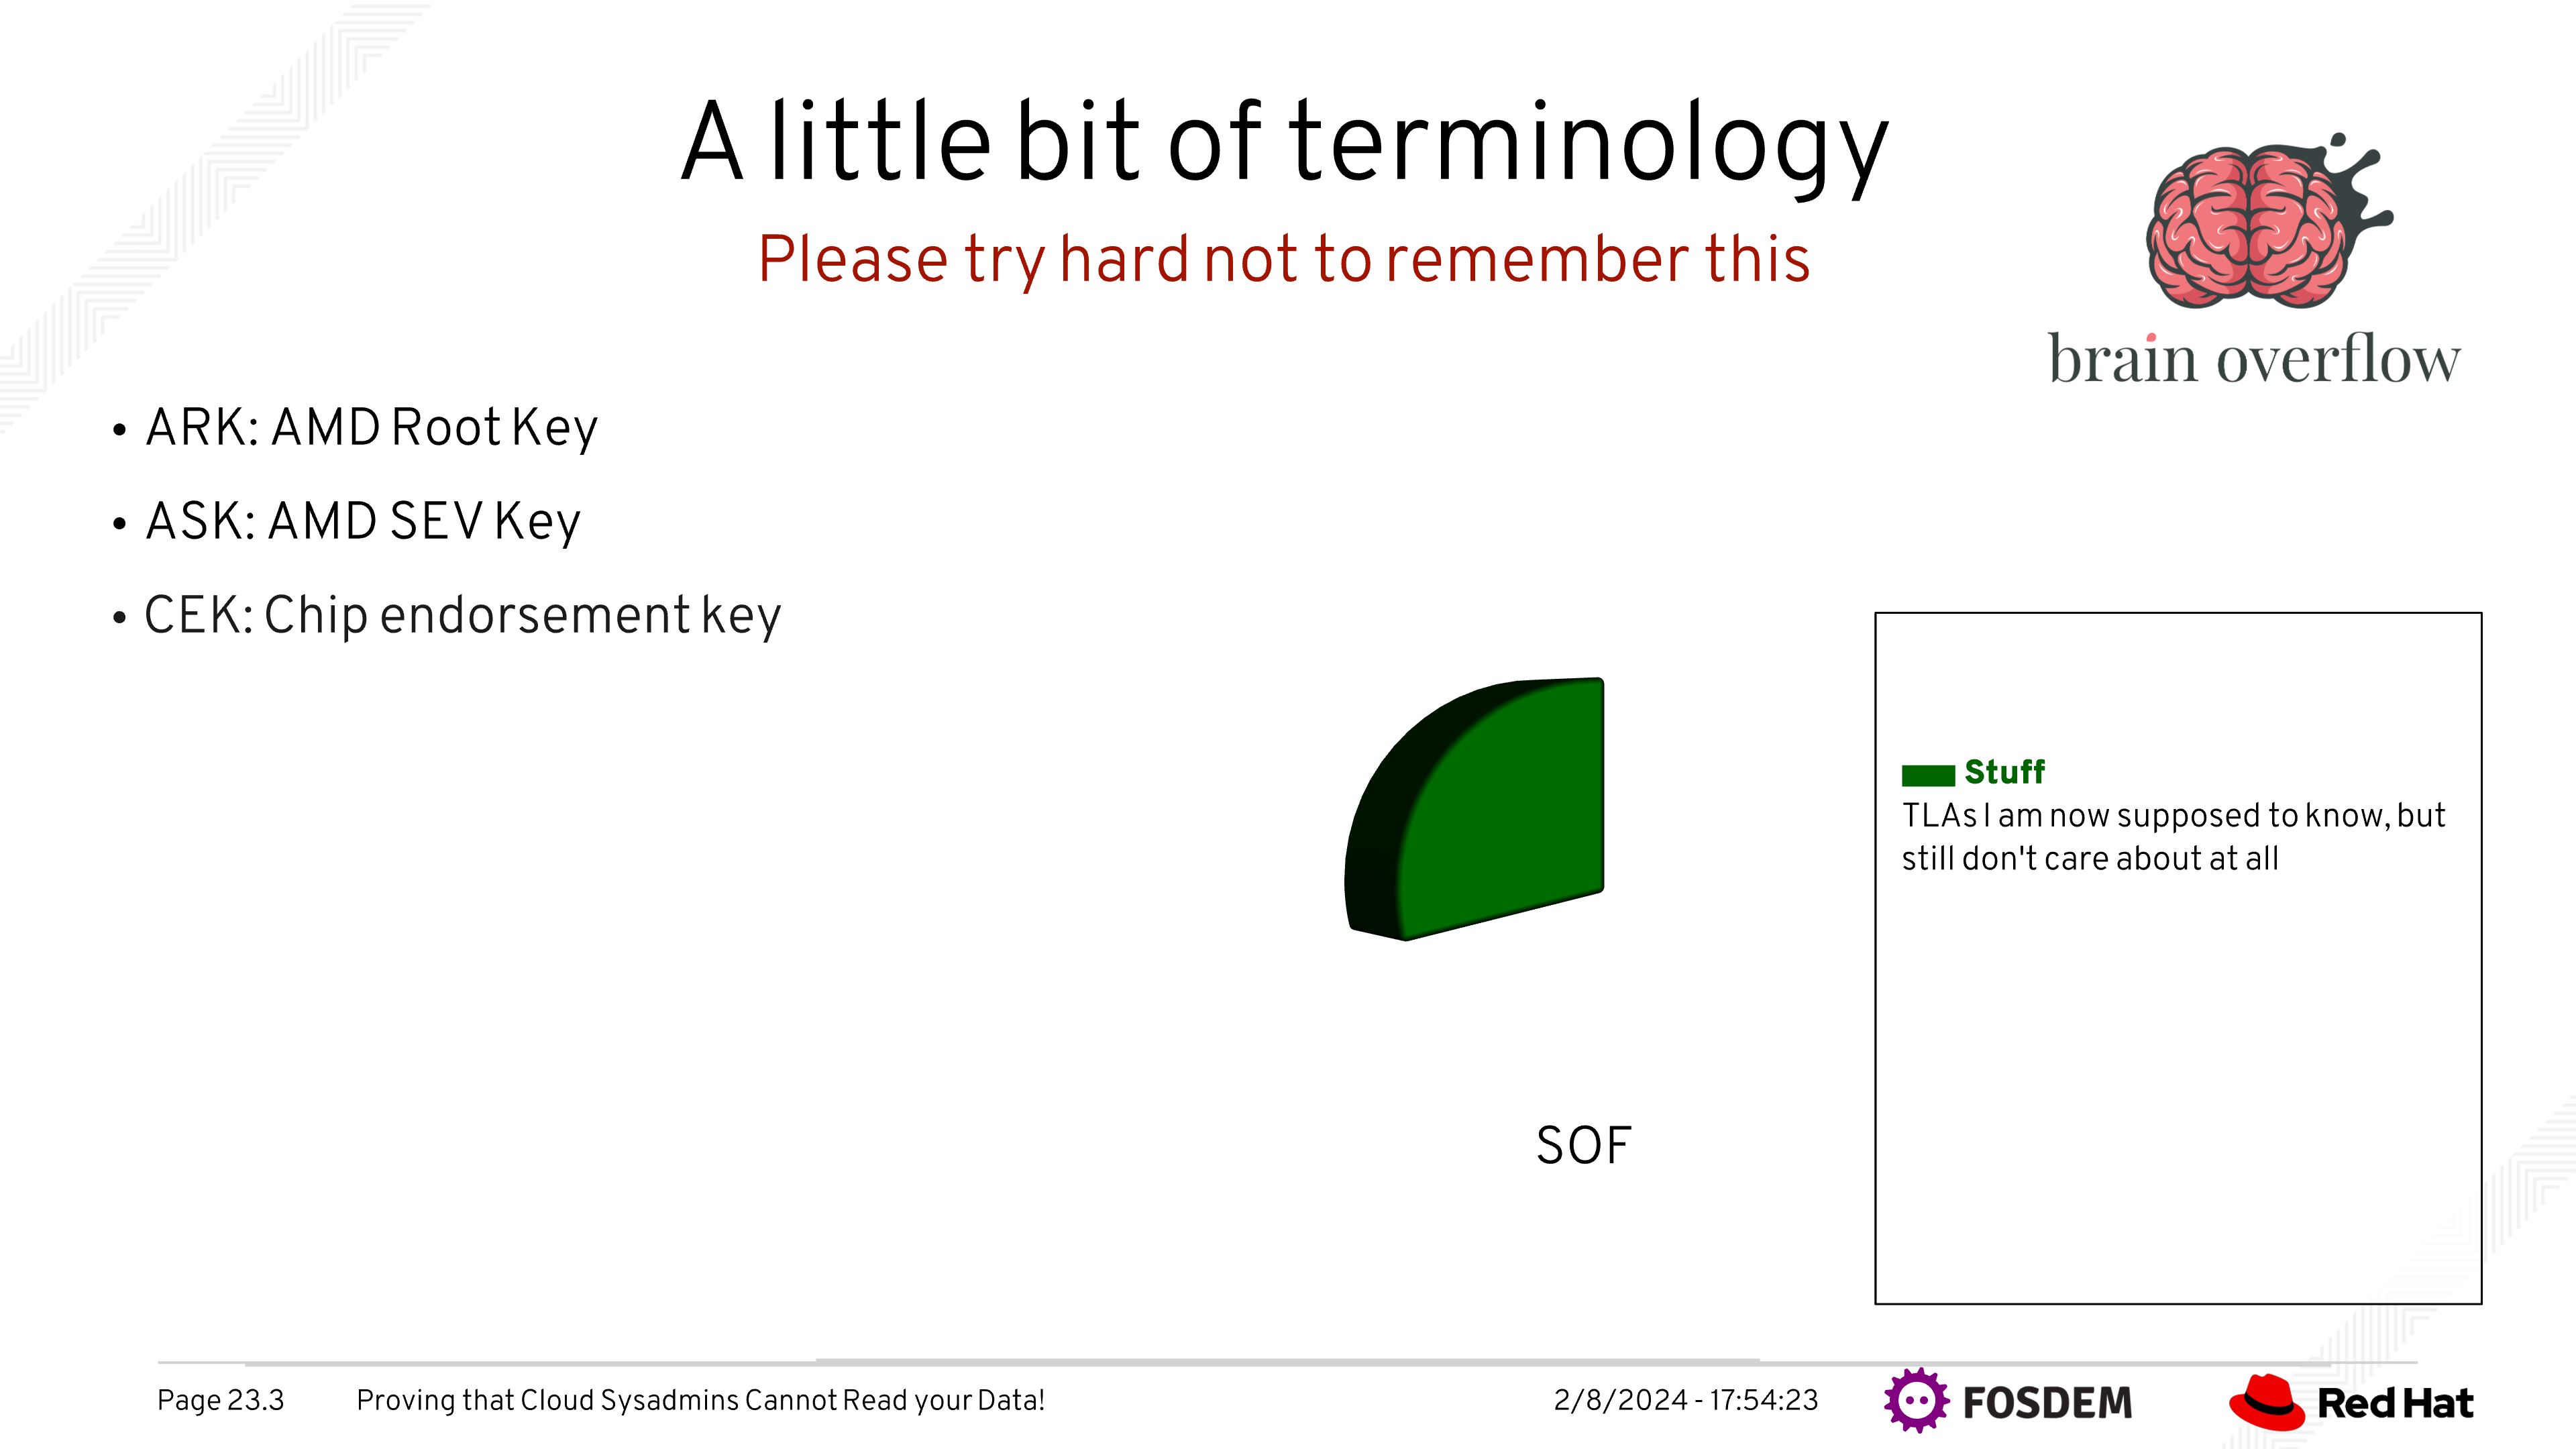 A little bit of terminology
Please try hard not to remember this
brain overflow
• ARK: AMD Root Key
• ASK: AMD SEV Key
• CEK: Chip endorsement key
Stuff
TLAs I am now supposed to know, but
still don't care about at all
SOF
Page 23.3 Proving that Cloud Sysadmins Cannot Read your Data! 2/8/2024 - 17:54:23 FOSDEM Red Hat